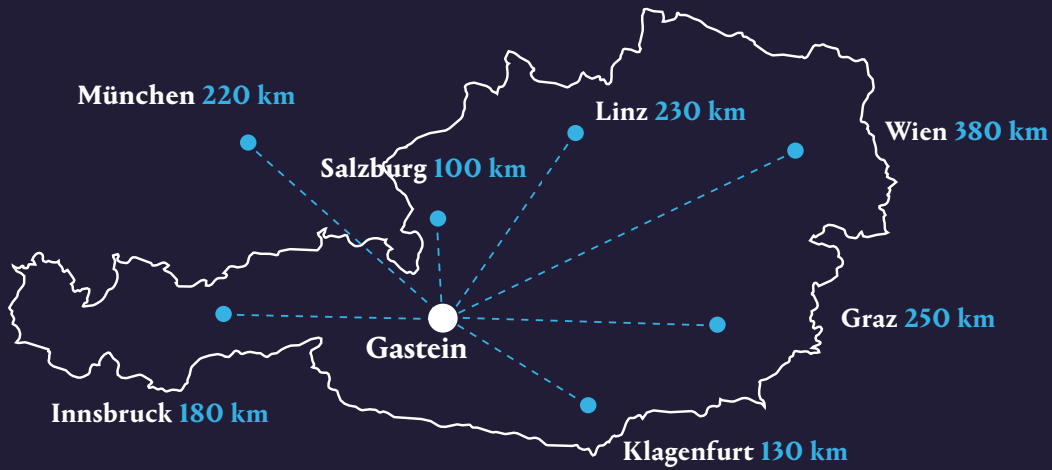 München 220 km
Linz 230 km
Wien 380 km
Salzburg 100 km
Graz 250 km
Gastein
Innsbruck 180 km
Klagenfurt 130 km